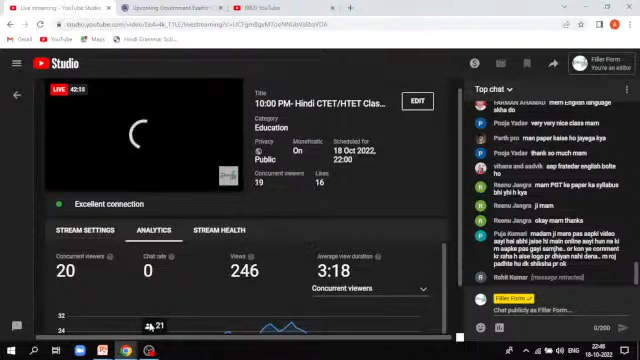 Live streaming - YouTube Studio
Upcoming Government Exams
(982) YouTube
studio.youtube.com/video/
Gmail
YouTube
Maps
Hindi Grammar Sub...
Studio
Filler Form
You're an editor
LIVE 42:18
Title
10:00 PM- Hindi CTET/HTET Clas...
EDIT
Category
Education
Privacy
Public
Monetisation
On
Scheduled for
18 Oct 2022,
22:00
Concurrent viewers
19
Likes
16
Excellent connection
STREAM SETTINGS
ANALYTICS
STREAM HEALTH
Concurrent viewers
20
Chat rate
0
Views
246
Average view duration
3:18
Concurrent viewers
32
24
21
Top chat
FARMAN AHAMAD mem English language
skha do
Pooja Yadav very very nice class mam
Parth pro man paper kaise ho jayega kya
Pooja Yadav thank so much mam
aap fratedar english bolte
ho
Reenu Jangra mam PGT ke paper ka syllabus
bhi yhi h kya
Reenu Jangra ji mam
Reenu Jangra okay mam thanks
Puja Kumari madam ji mare pas aapki video
aayi hai abhi jaise hi main online aayi hun na ki
m aapke pas gayi samjhe.. or kiun ye comment
kr raha h aise logo pr dhiyan nahi dena .. m roj
padhte hu dk shiksha pr ok
Rohit Kumar [message retracted]
Filler Form
Chat publicly as Filler Form...
0/200
ENG
22:45
18-10-2022